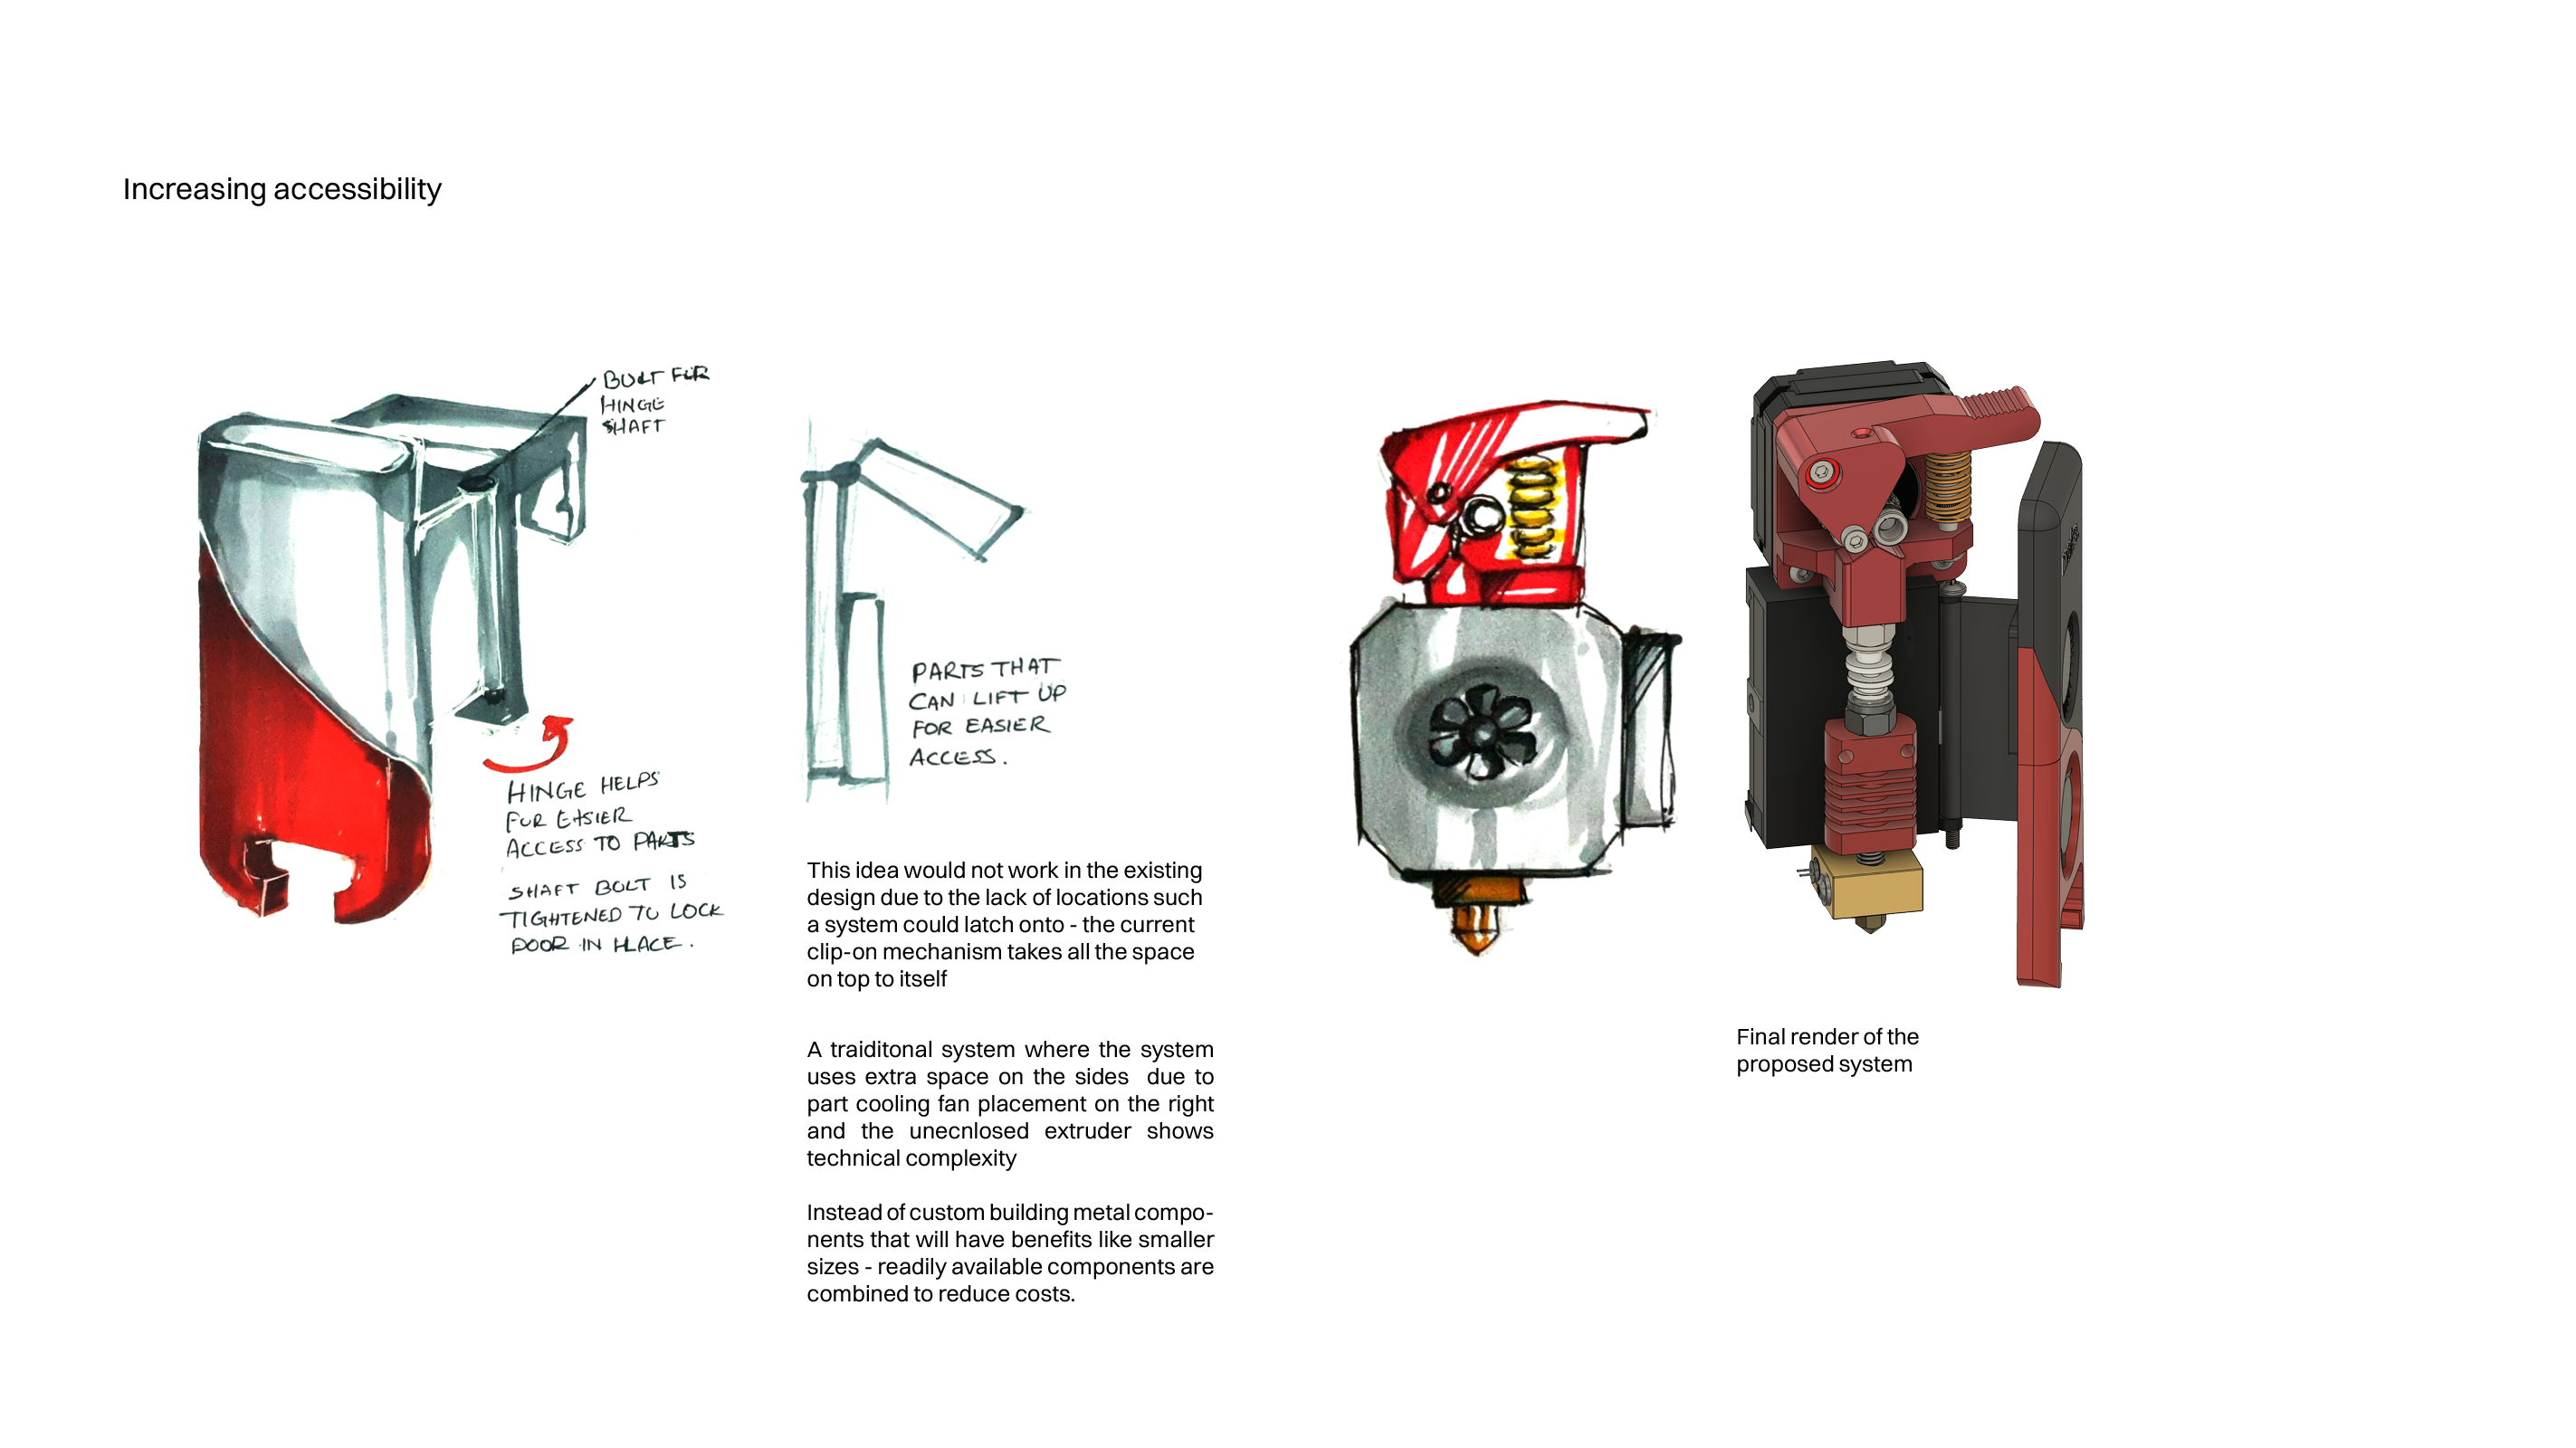 Increasing accessibility
BOLT FOR
HINGE
SHAFT
HINGE HELPS
FOR EASIER
ACCESS TO PARTS
SHAFT BOLT IS
TIGHTENED TO LOCK
DOOR IN PLACE.
PARTS THAT
CAN LIFT UP
FOR EASIER
ACCESS.
This idea would not work in the existing
design due to the lack of locations such
a system could latch onto - the current
clip-on mechanism takes all the space
on top to itself
A traiditonal system where the system
uses extra space on the sides due to
part cooling fan placement on the right
and the unecnlosed extruder shows
technical complexity
Instead of custom building metal compo-
nents that will have benefits like smaller
sizes - readily available components are
combined to reduce costs.
Final render of the
proposed system